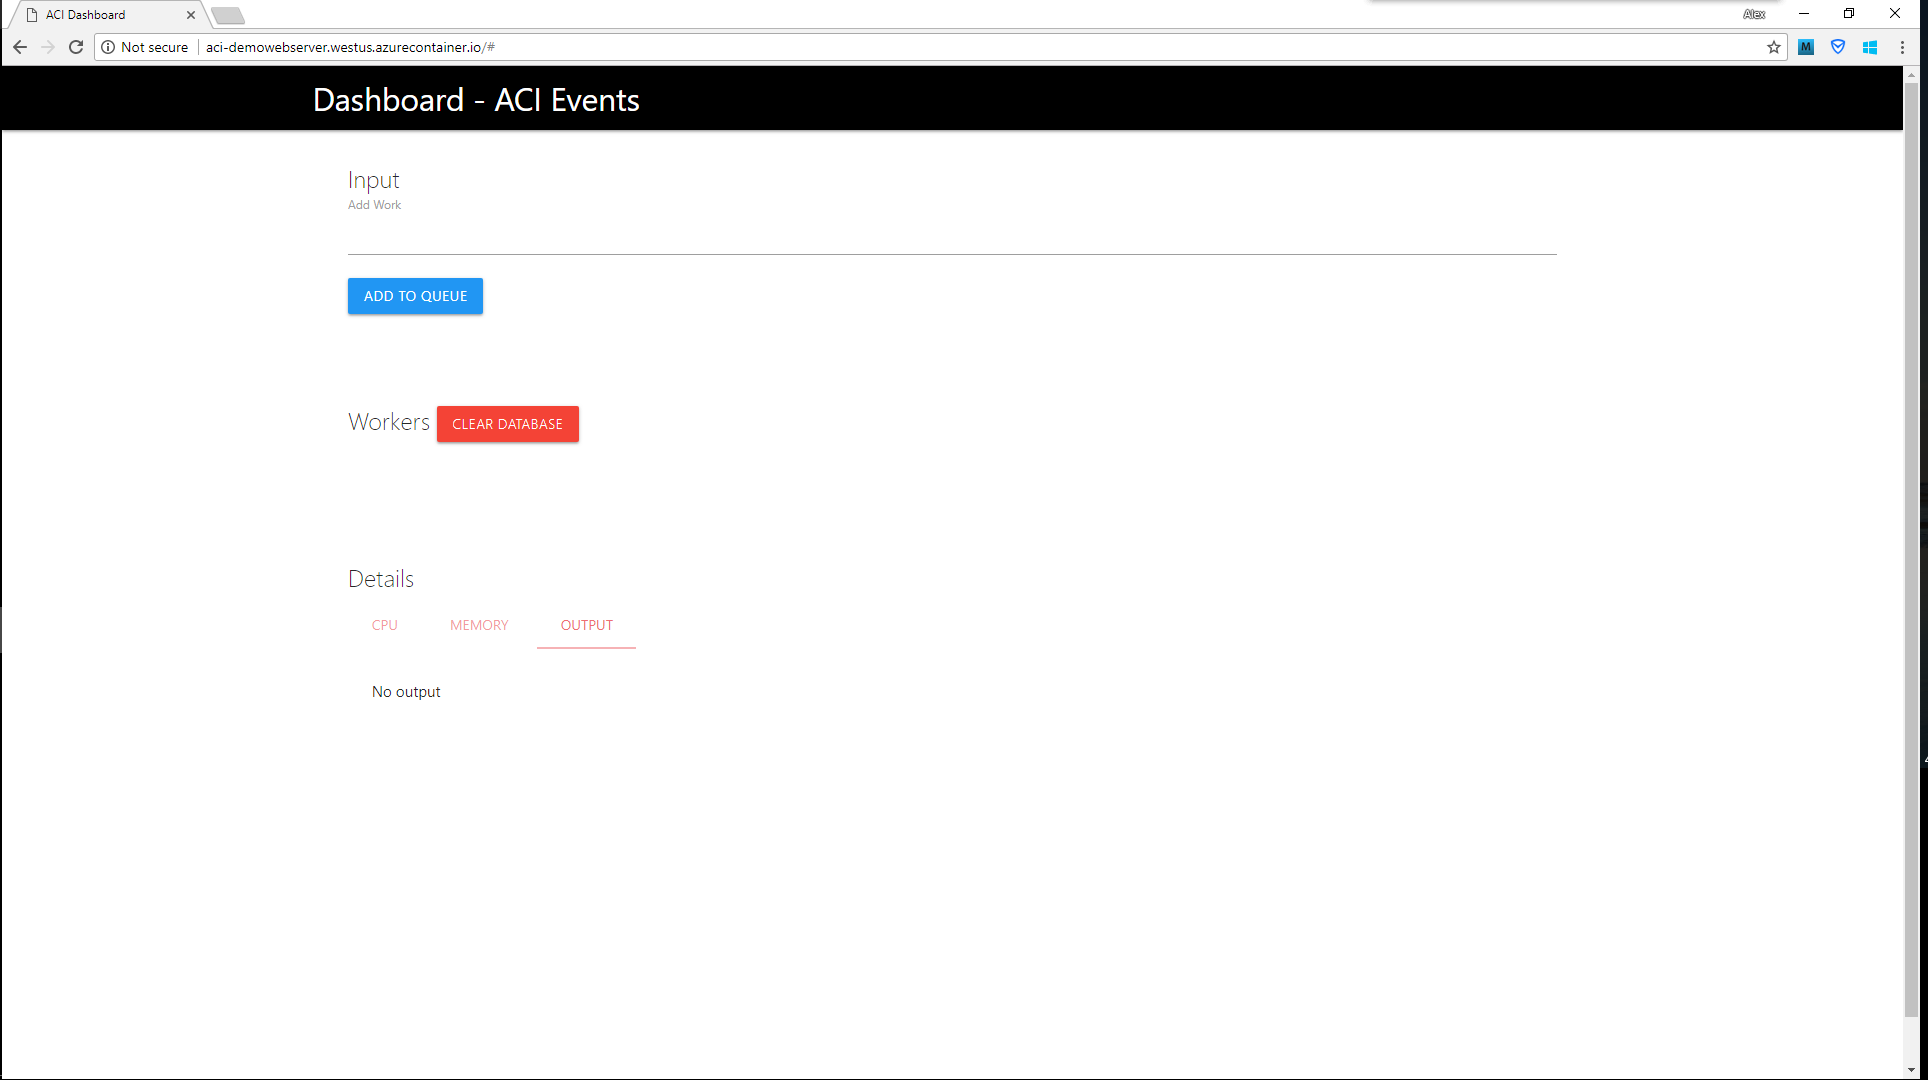 ACI Dashboard
Alex
Not secure
aci-demowebserver.westus.azurecontainer.io/#
M
Dashboard - ACI Events
Input
Add Work
ADD TO QUEUE
Workers
CLEAR DATABASE
Details
CPU MEMORY OUTPUT
No output